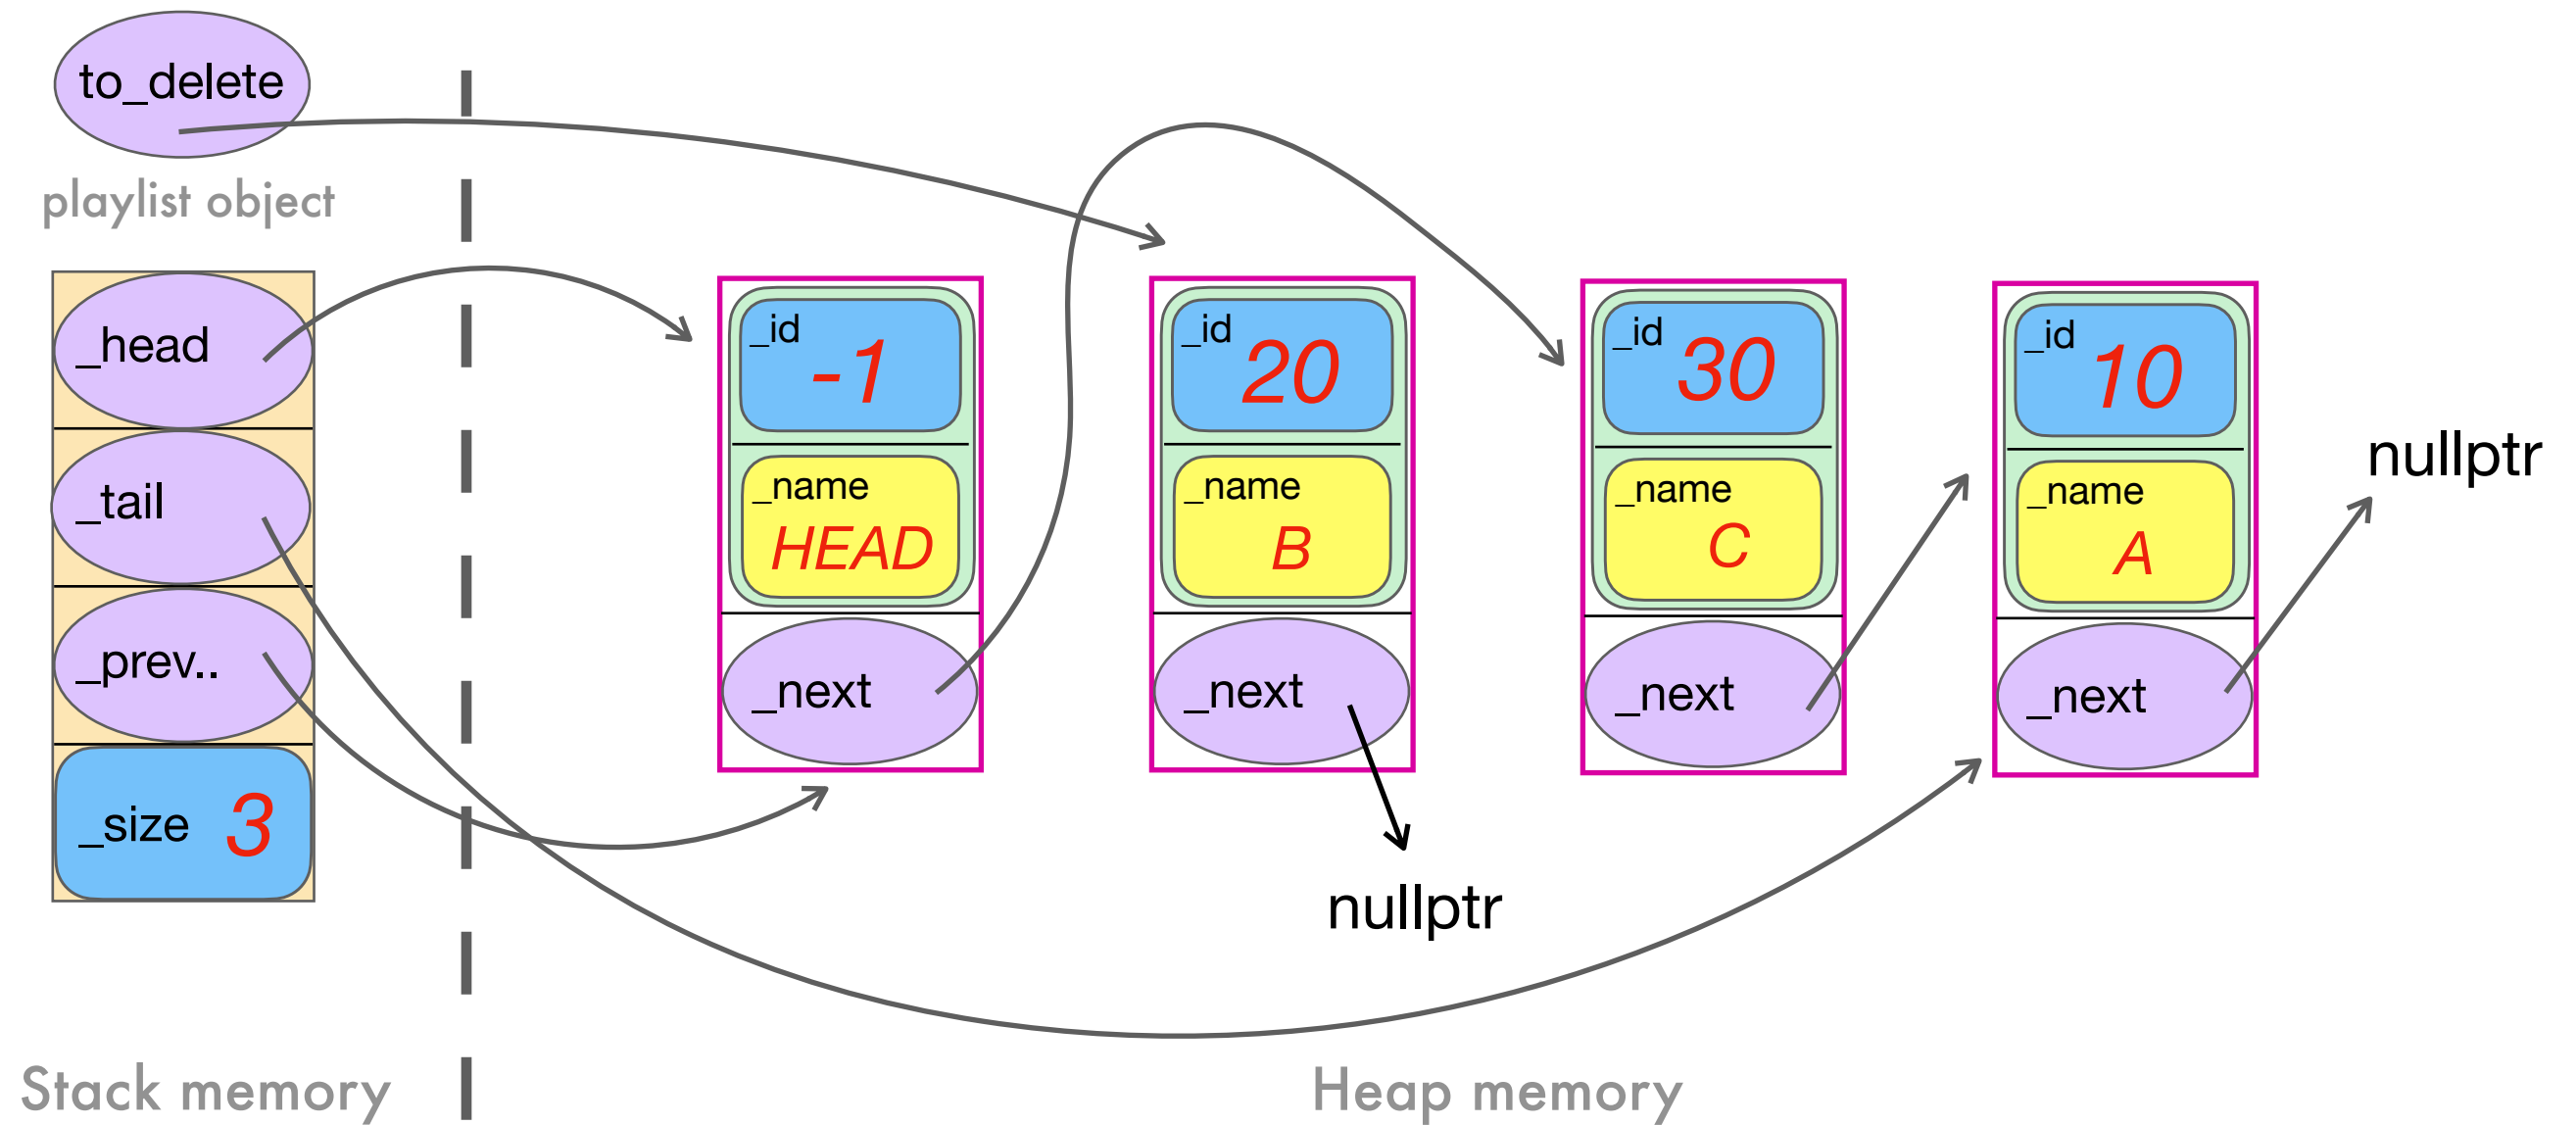 to_delete
playlist object
_head
_tail
_prev..
_size 3
_id -1
_name
HEAD
_next
_id 20
_name
B
_next
nullptr
_id 30
_name
C
_next
_id 10
_name
A
_next
nullptr
Stack memory
Heap memory